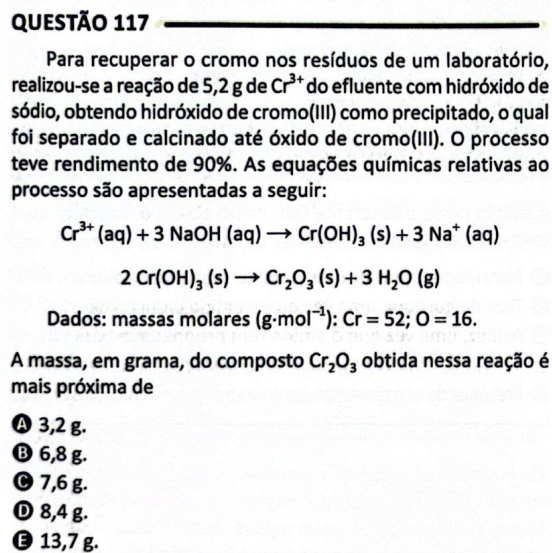 QUESTÃO 117
Para recuperar o cromo nos resíduos de um laboratório,
realizou-se a reação de 5,2 g de Cr³⁺ do efluente com hidróxido de
sódio, obtendo hidróxido de cromo(III) como precipitado, o qual
foi separado e calcinado até óxido de cromo(III). O processo
teve rendimento de 90%. As equações químicas relativas ao
processo são apresentadas a seguir:
Cr³⁺ (aq) + 3 NaOH (aq) → Cr(OH)₃ (s) + 3 Na⁺ (aq)
2 Cr(OH)₃ (s) → Cr₂O₃ (s) + 3 H₂O (g)
Dados: massas molares (g·mol⁻¹): Cr = 52; O = 16.
A massa, em grama, do composto Cr₂O₃ obtida nessa reação é
mais próxima de
A 3,2 g.
B 6,8 g.
C 7,6 g.
D 8,4 g.
E 13,7 g.